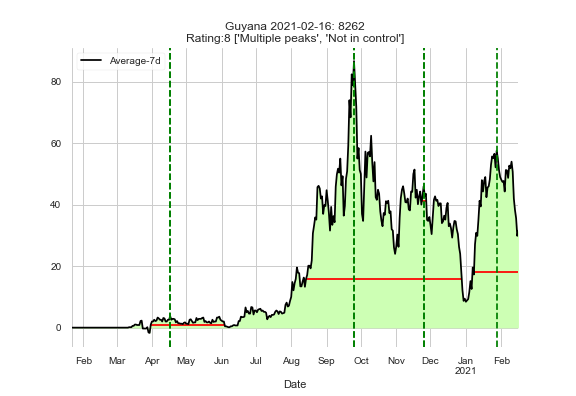 Guyana 2021-02-16: 8262
Rating:8 ['Multiple peaks', 'Not in control']
Average-7d
80
60
40
20
0
Feb Mar Apr May Jun Jul Aug Sep Oct Nov Dec Jan Feb
2021
Date